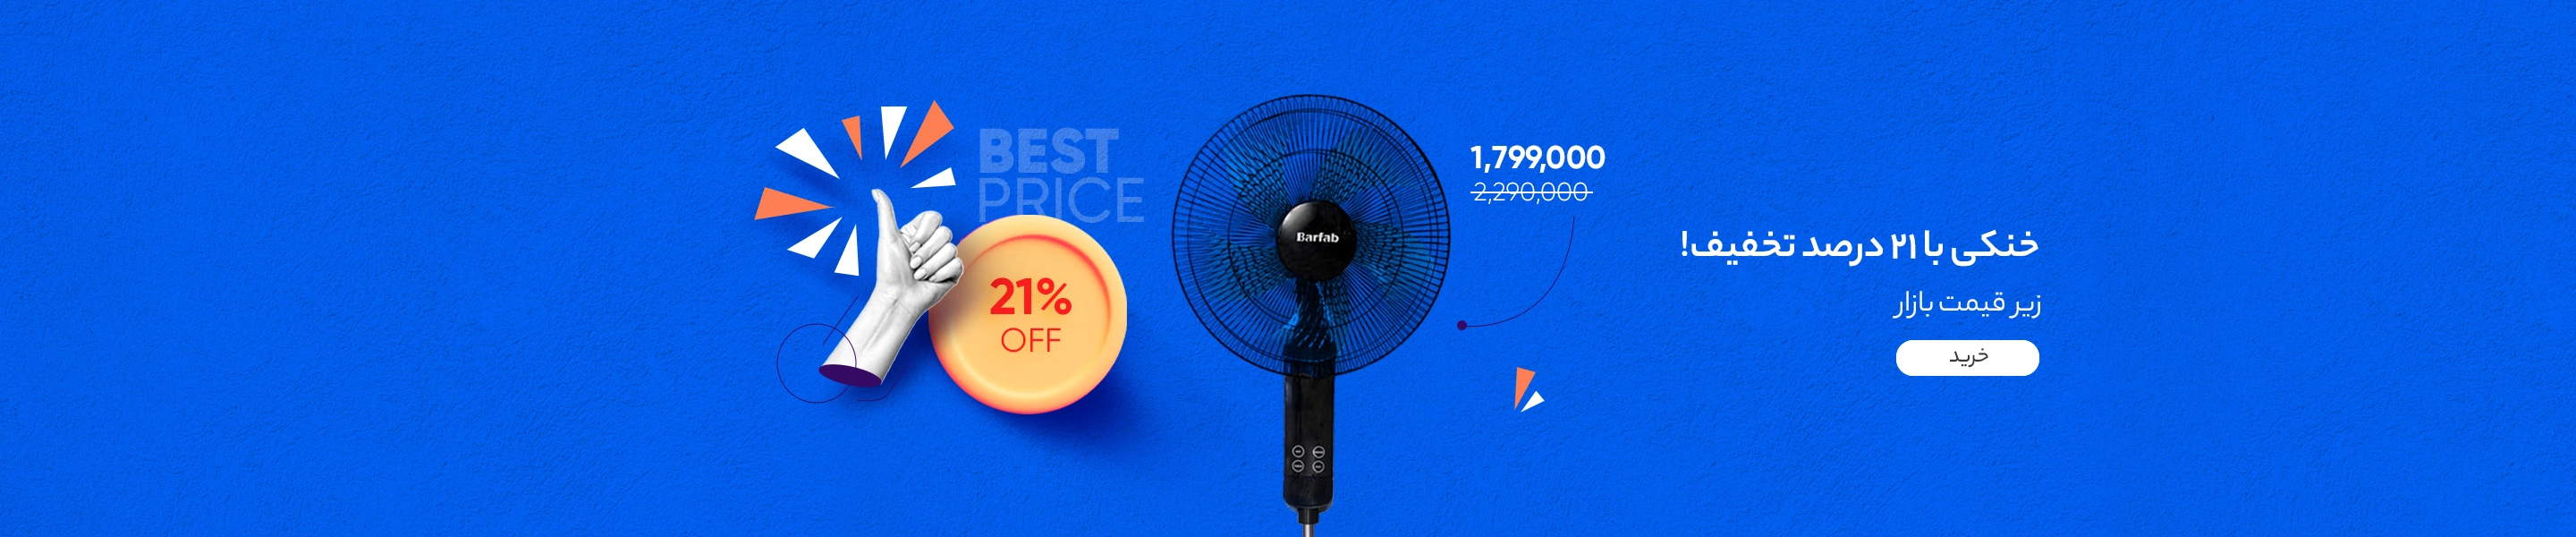 BEST
PRICE
21%
OFF
Barfab
1,799,000
2,290,000
خنکی با ۲۱ درصد تخفیف!
زیر قیمت بازار
خرید